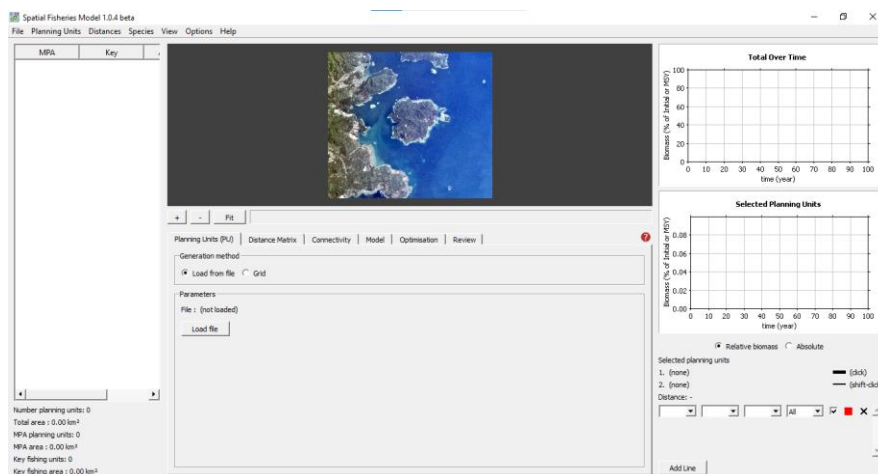 Spatial Fisheries Model 1.0.4 beta
File Planning Units Distances Species View Options Help
MPA Key
+ - Fit
Planning Units (PU) Distance Matrix Connectivity Model Optimisation Review ?
Generation method
Load from file Grid
Parameters
File : (not loaded)
Load file
Number planning units: 0
Total area : 0.00 km²
MPA planning units: 0
MPA area : 0.00 km²
Key fishing units: 0
Key fishing area : 0.00 km²
Total Over Time
Biomass (% of Initial or MSY)
100
80
60
40
20
0
0 10 20 30 40 50 60 70 80 90 100
time (year)
Selected Planning Units
Biomass (% of Initial or MSY)
0.08
0.06
0.04
0.02
0.00
0 10 20 30 40 50 60 70 80 90 100
time (year)
Relative biomass Absolute
Selected planning units
1. (none) (click)
2. (none) (shift-clic
Distance: -
All
Add Line